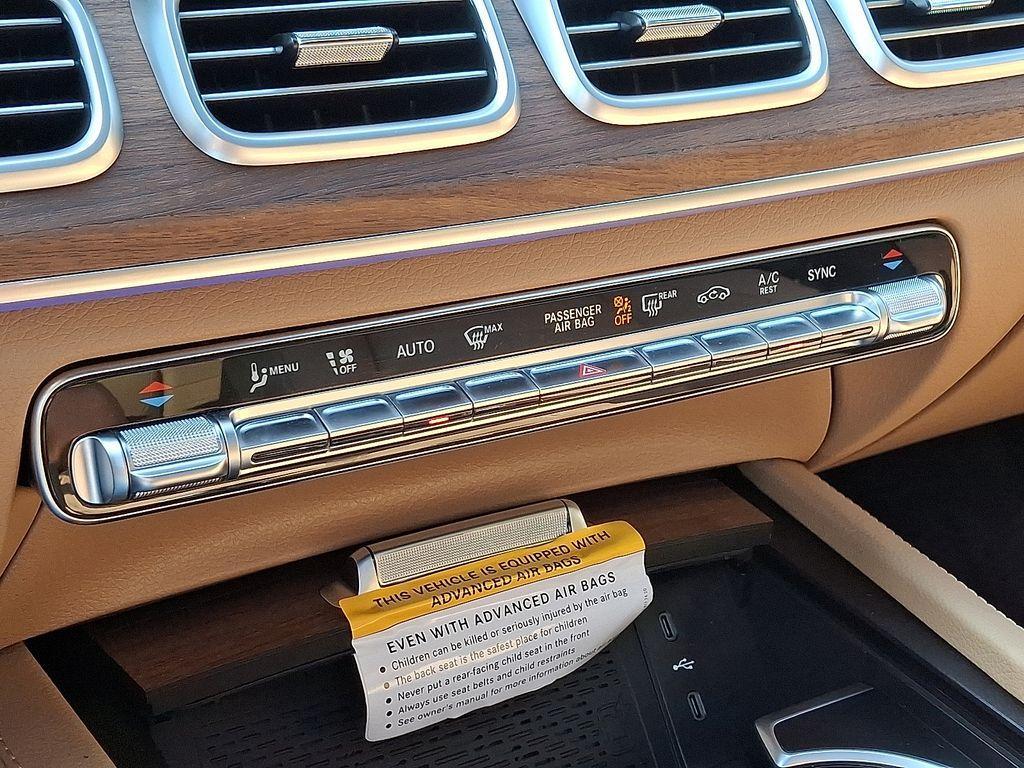 MENU
OFF
AUTO
MAX
PASSENGER
AIR BAG
OFF
REAR
A/C
REST
SYNC
THIS VEHICLE IS EQUIPPED WITH
ADVANCED AIR BAGS
EVEN WITH ADVANCED AIR BAGS
• Children can be killed or seriously injured by the air bag
• The back seat is the safest place for children
• Never put a rear-facing child seat in the front
• Always use seat belts and child restraints
• See owner's manual for more information about